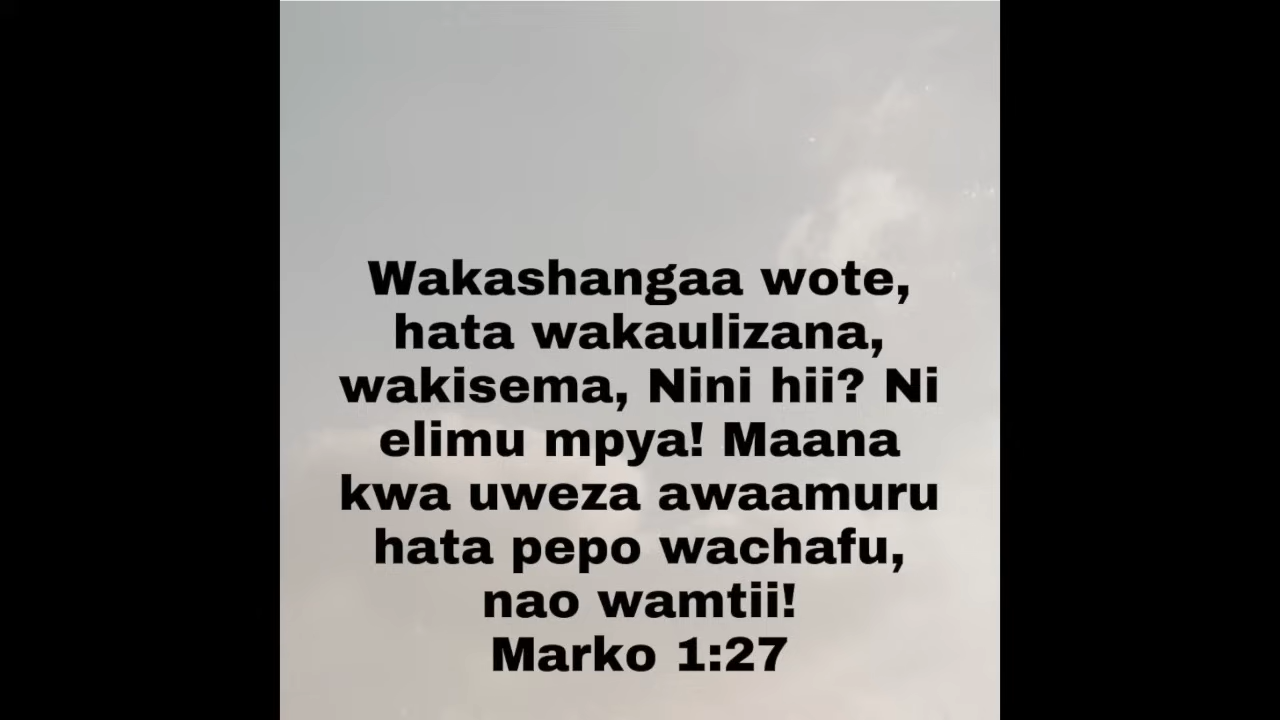 Wakashangaa wote,
hata wakaulizana,
wakisema, Nini hii? Ni
elimu mpya! Maana
kwa uweza awaamuru
hata pepo wachafu,
nao wamtii!
Marko 1:27